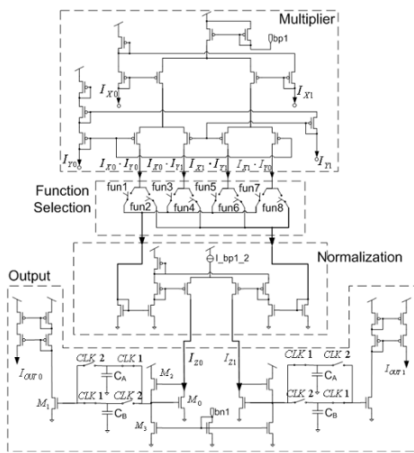 Multiplier
bp1
I_X0 I_X1
I_Y0 I_Y1
I_X0·I_Y0 I_X0·I_Y1 I_X1·I_Y1 I_X1·I_Y0
Function Selection
fun1 fun3 fun5 fun7
fun2 fun4 fun6 fun8
Normalization
I_bp1_2
Output
I_Z0 I_Z1
CLK 2 CLK 1 CLK 1 CLK 2
I_OUT0 I_OUT1
C_A C_A
M_2
M_1 CLK 1 CLK 2 M_0 CLK 2 CLK 1
bn1
C_B C_B
M_3